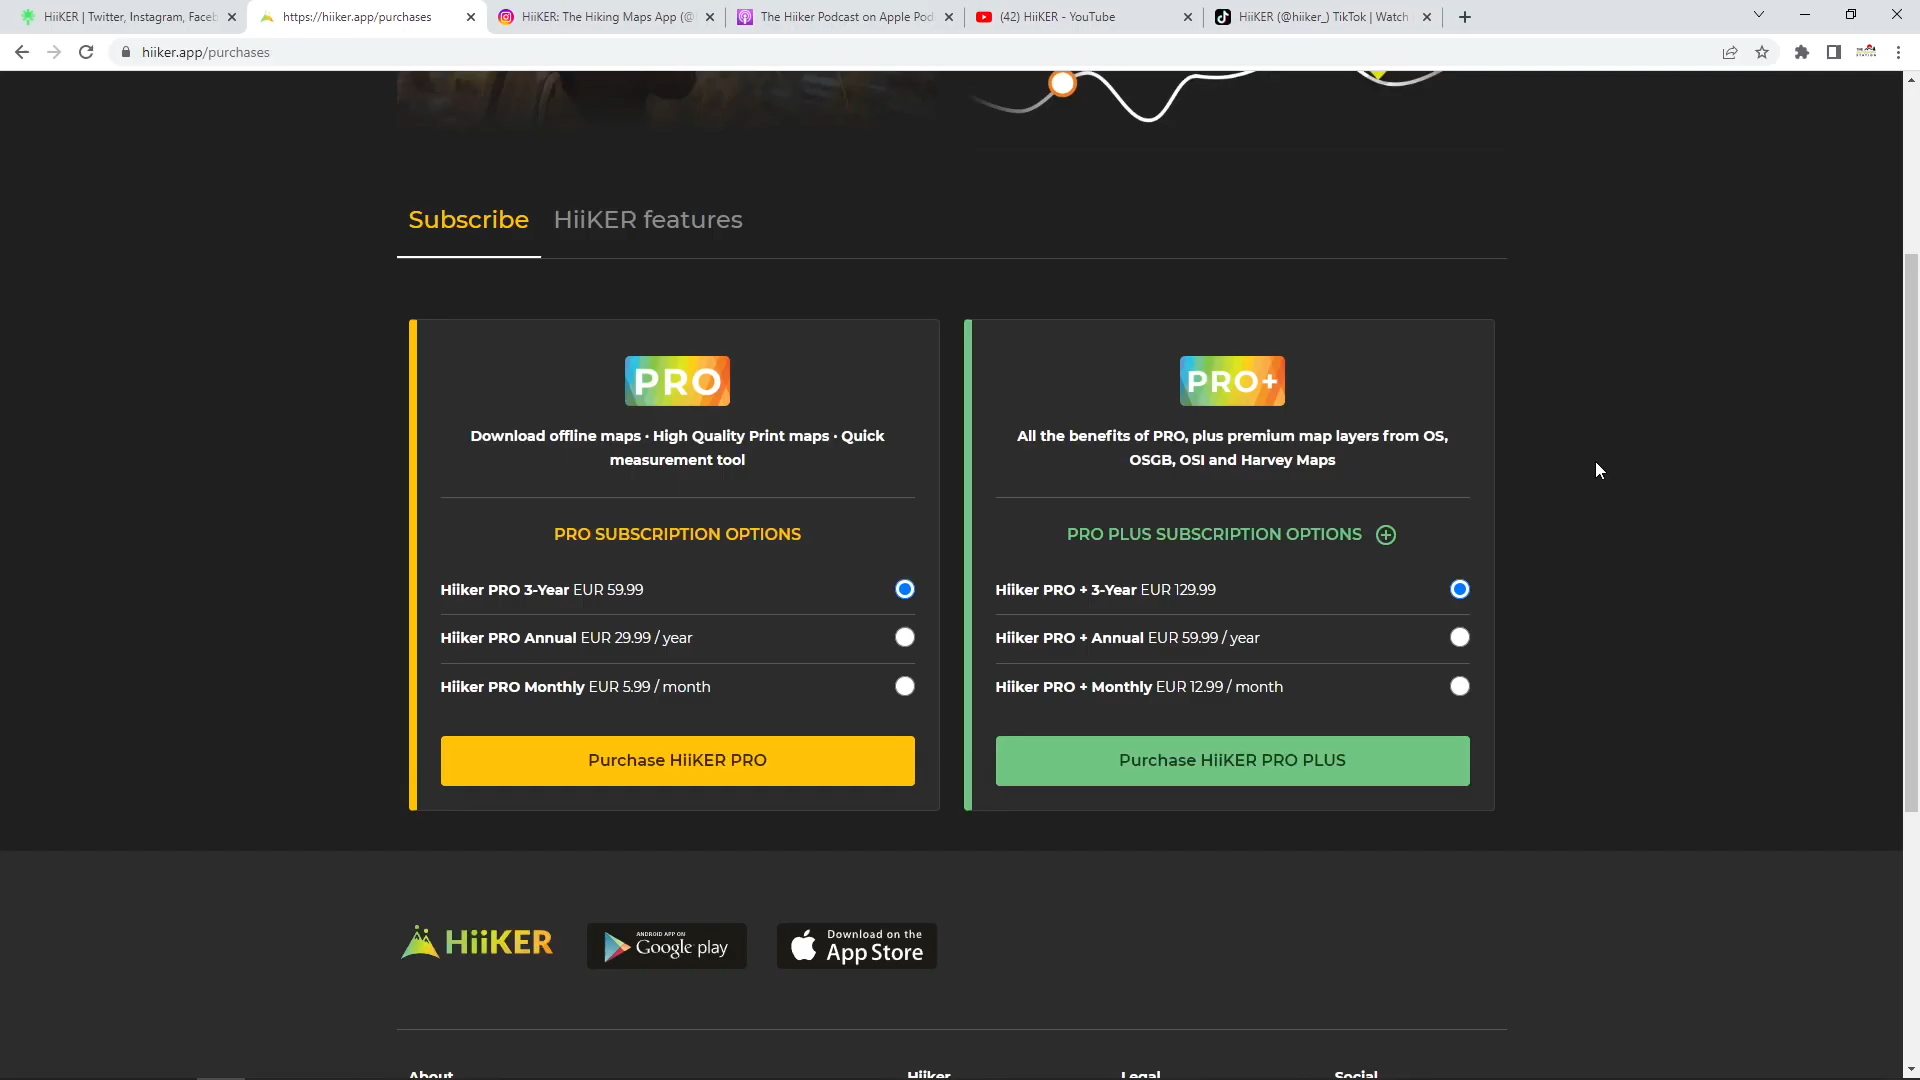 HiiKER | Twitter, Instagram, Faceb
https://hiiker.app/purchases
HiiKER: The Hiking Maps App (@
The Hiiker Podcast on Apple Pod
(42) HiiKER - YouTube
HiiKER (@hiiker_) TikTok | Watch
hiiker.app/purchases
Subscribe HiiKER features
PRO
Download offline maps · High Quality Print maps · Quick
measurement tool
PRO SUBSCRIPTION OPTIONS
Hiiker PRO 3-Year EUR 59.99
Hiiker PRO Annual EUR 29.99 / year
Hiiker PRO Monthly EUR 5.99 / month
Purchase HiiKER PRO
PRO+
All the benefits of PRO, plus premium map layers from OS,
OSGB, OSI and Harvey Maps
PRO PLUS SUBSCRIPTION OPTIONS
Hiiker PRO + 3-Year EUR 129.99
Hiiker PRO + Annual EUR 59.99 / year
Hiiker PRO + Monthly EUR 12.99 / month
Purchase HiiKER PRO PLUS
HiiKER
ANDROID APP ON
Google play
Download on the
App Store
About
Hiiker
Legal
Social